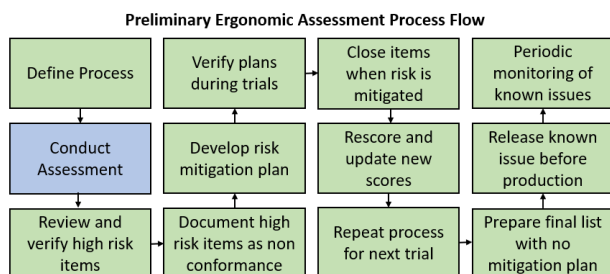 Preliminary Ergonomic Assessment Process Flow
Define Process
Conduct
Assessment
Review and
verify high risk
items
Document high
risk items as non
conformance
Develop risk
mitigation plan
Verify plans
during trials
Close items
when risk is
mitigated
Rescore and
update new
scores
Repeat process
for next trial
Prepare final list
with no
mitigation plan
Release known
issue before
production
Periodic
monitoring of
known issues